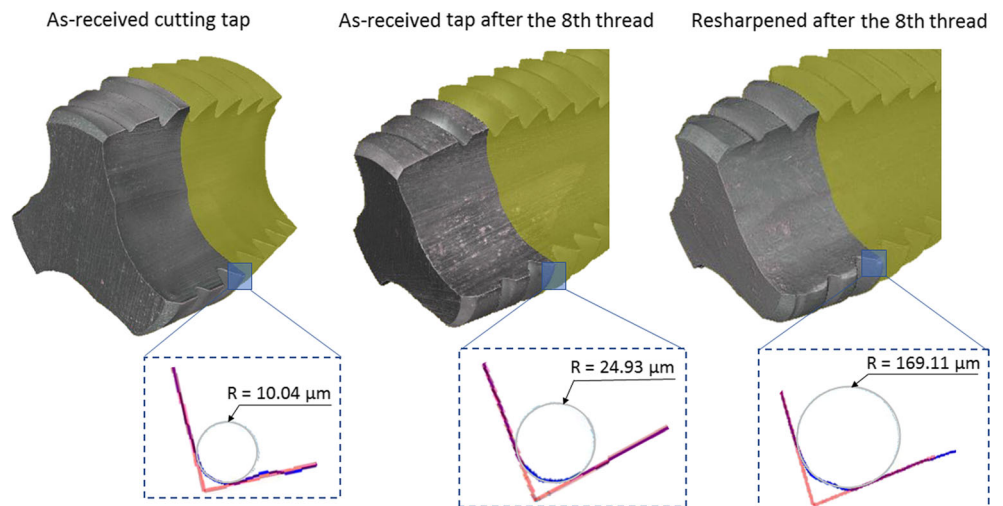 As-received cutting tap
As-received tap after the 8th thread
Resharpened after the 8th thread
R = 10.04 µm
R = 24.93 µm
R = 169.11 µm